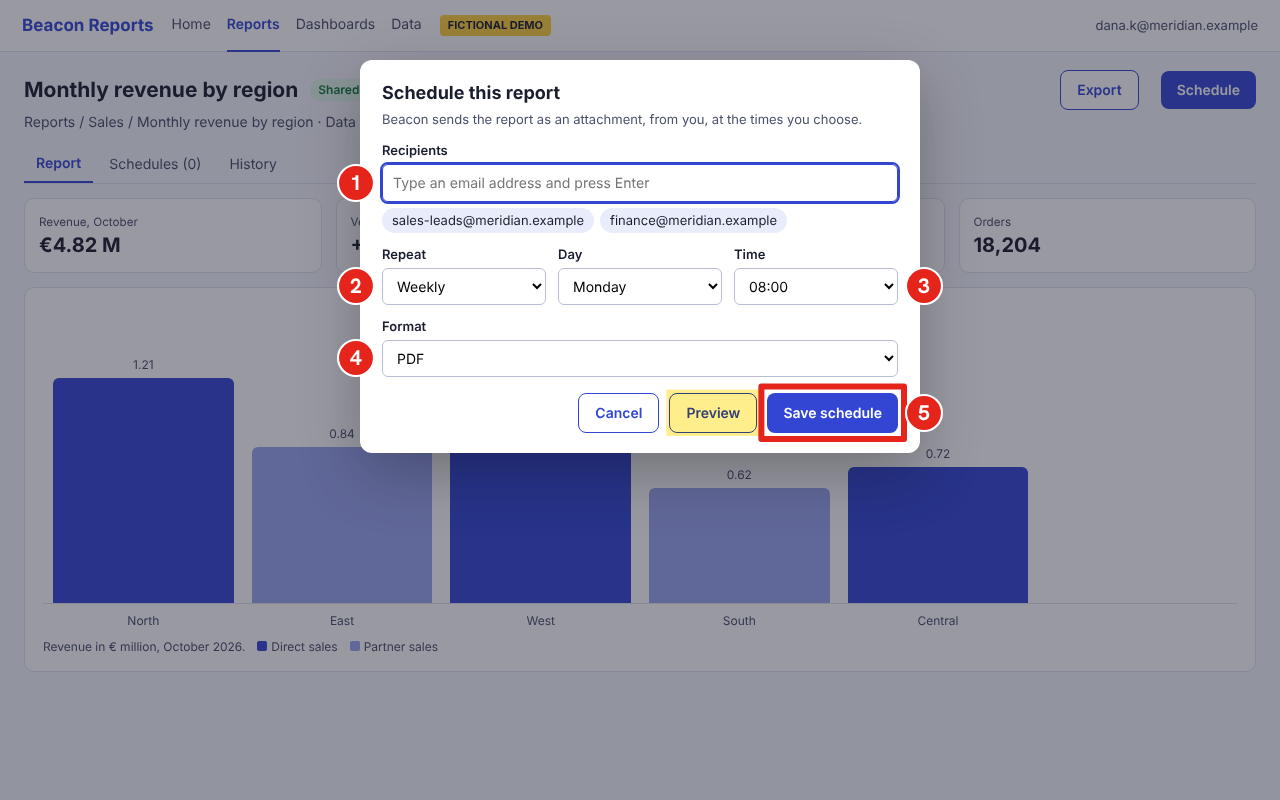 Beacon Reports Home Reports Dashboards Data FICTIONAL DEMO dana.k@meridian.example
Monthly revenue by region Shared Export Schedule
Reports / Sales / Monthly revenue by region · Data
Report Schedules (0) History
Revenue, October
€4.82 M
Orders
18,204
Schedule this report
Beacon sends the report as an attachment, from you, at the times you choose.
Recipients
1 Type an email address and press Enter
sales-leads@meridian.example finance@meridian.example
Repeat Day Time
2 Weekly Monday 08:00 3
Format
4 PDF
Cancel Preview Save schedule 5
1.21
0.84
0.62
0.72
North East West South Central
Revenue in € million, October 2026. Direct sales Partner sales